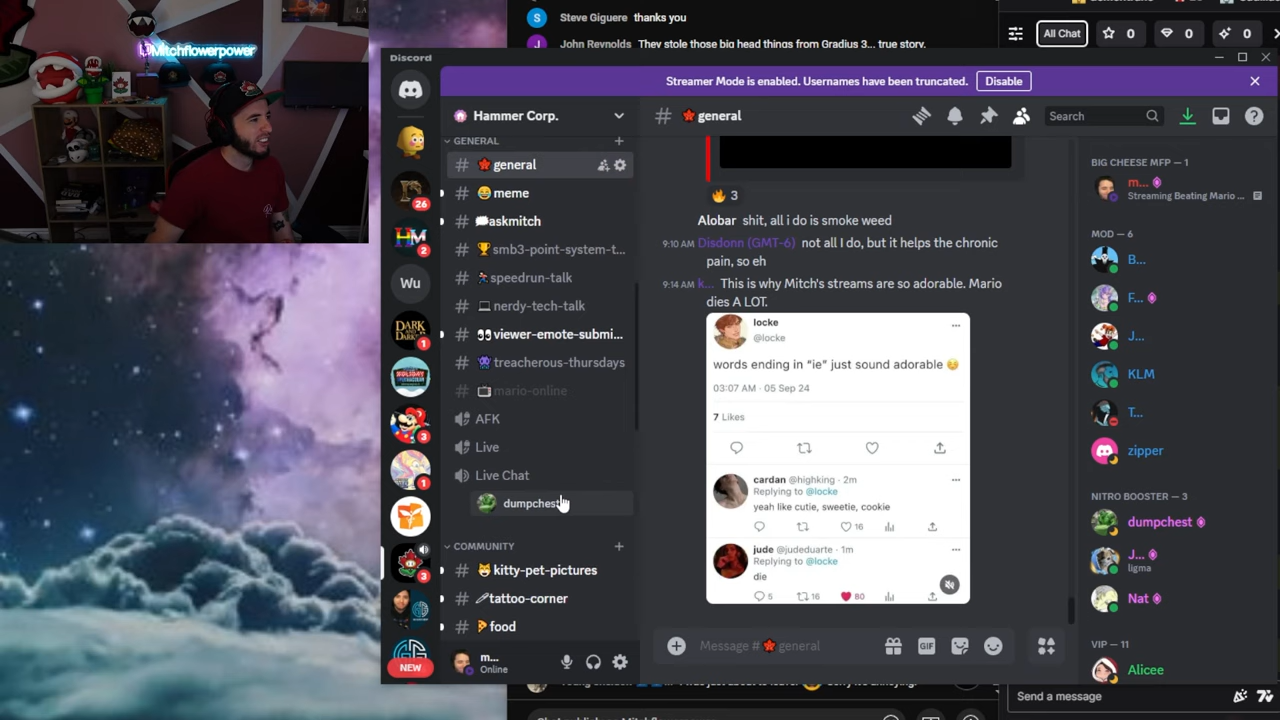 Steve Giguere thanks you
John Reynolds They stole those big head things from Gradius 3... true story.
All Chat
0
0
0
Mitchflowerpower
Discord
Streamer Mode is enabled. Usernames have been truncated.
Disable
Hammer Corp.
GENERAL
general
meme
askmitch
smb3-point-system-t...
speedrun-talk
nerdy-tech-talk
viewer-emote-submi...
treacherous-thursdays
mario-online
AFK
Live
Live Chat
dumpchest
COMMUNITY
kitty-pet-pictures
tattoo-corner
food
m...
Online
26
2
Wu
DARK AND DARKER
1
3
1
3
NEW
general
Search
🔥 3
Alobar shit, all i do is smoke weed
9:10 AM Disdonn (GMT-6) not all I do, but it helps the chronic
pain, so eh
9:14 AM k... This is why Mitch's streams are so adorable. Mario
dies A LOT.
locke
@locke
words ending in "ie" just sound adorable 😌
03:07 AM · 05 Sep 24
7 Likes
cardan @highking · 2m
Replying to @locke
yeah like cutie, sweetie, cookie
16
jude @judeduarte · 1m
Replying to @locke
die
5
16
80
Message # general
GIF
BIG CHEESE MFP — 1
m...
Streaming Beating Mario ...
MOD — 6
B...
F...
J...
KLM
T...
zipper
NITRO BOOSTER — 3
dumpchest
J...
ligma
Nat
VIP — 11
Alicee
Send a message